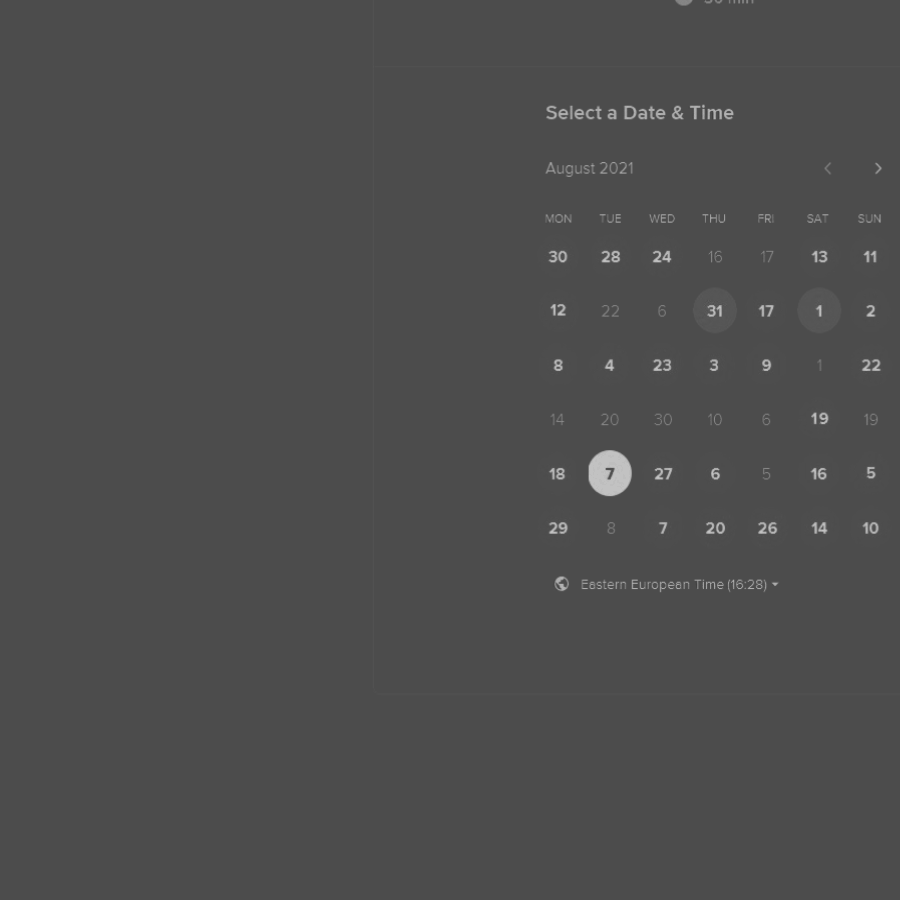 30 min
Select a Date & Time
August 2021
MON TUE WED THU FRI SAT SUN
30 28 24 16 17 13 11
12 22 6 31 17 1 2
8 4 23 3 9 1 22
14 20 30 10 6 19 19
18 7 27 6 5 16 5
29 8 7 20 26 14 10
Eastern European Time (16:28)